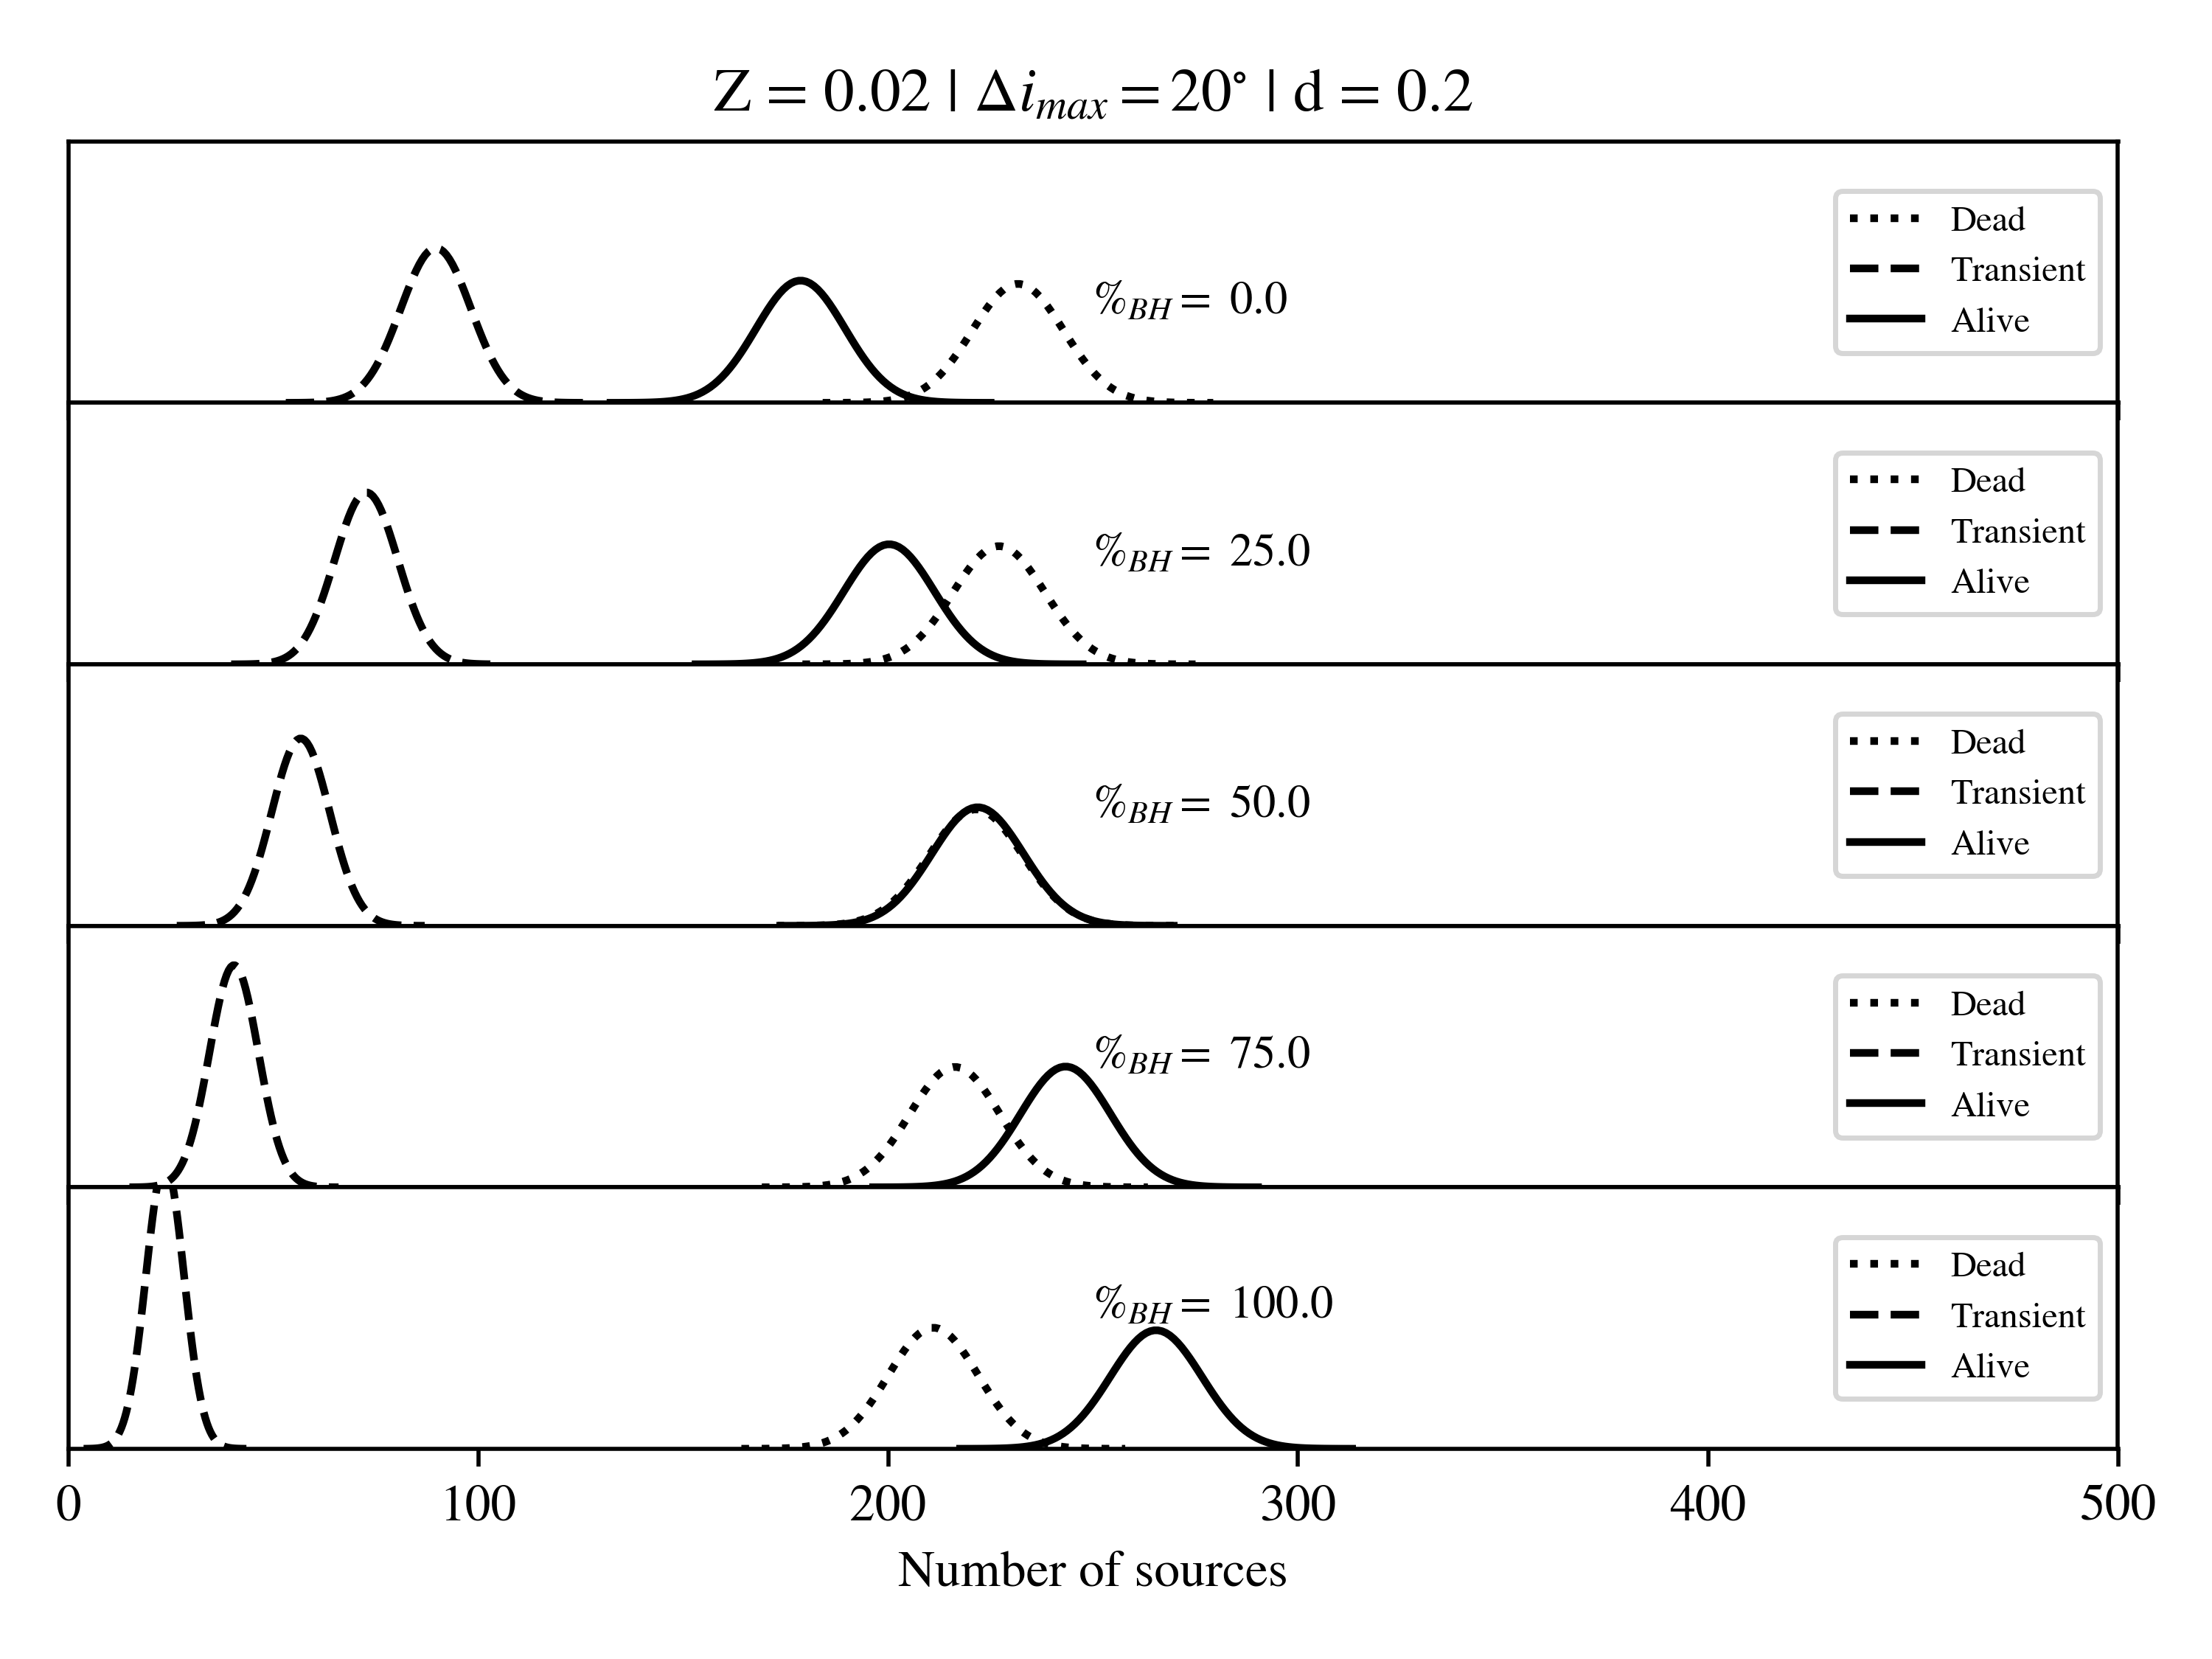 Z = 0.02 | Δi_max = 20° | d = 0.2
%_BH = 0.0
Dead
Transient
Alive
%_BH = 25.0
Dead
Transient
Alive
%_BH = 50.0
Dead
Transient
Alive
%_BH = 75.0
Dead
Transient
Alive
%_BH = 100.0
Dead
Transient
Alive
0 100 200 300 400 500
Number of sources